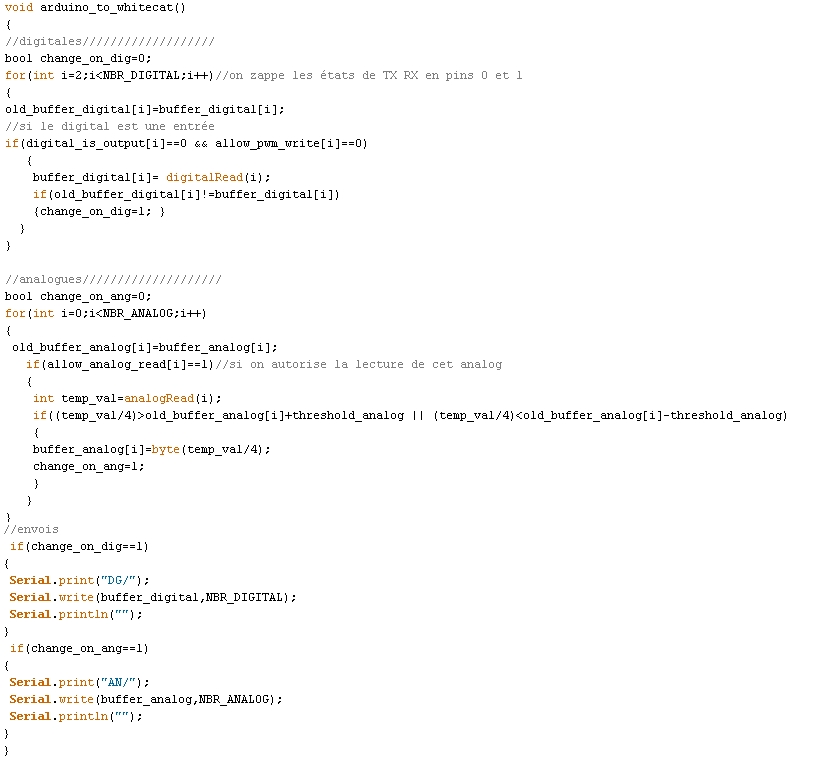 void arduino_to_whitecat()
{
//digitales///////////////////
bool change_on_dig=0;
for(int i=2;i<NBR_DIGITAL;i++)//on zappe les états de TX RX en pins 0 et 1
{
old_buffer_digital[i]=buffer_digital[i];
//si le digital est une entrée
if(digital_is_output[i]==0 && allow_pwm_write[i]==0)
{
buffer_digital[i]= digitalRead(i);
if(old_buffer_digital[i]!=buffer_digital[i])
{change_on_dig=1; }
}
}
//analogues////////////////////
bool change_on_ang=0;
for(int i=0;i<NBR_ANALOG;i++)
{
old_buffer_analog[i]=buffer_analog[i];
if(allow_analog_read[i]==1)//si on autorise la lecture de cet analog
{
int temp_val=analogRead(i);
if((temp_val/4)>old_buffer_analog[i]+threshold_analog || (temp_val/4)<old_buffer_analog[i]-threshold_analog)
{
buffer_analog[i]=byte(temp_val/4);
change_on_ang=1;
}
}
}
//envois
if(change_on_dig==1)
{
Serial.print("DG/");
Serial.write(buffer_digital,NBR_DIGITAL);
Serial.println("");
}
if(change_on_ang==1)
{
Serial.print("AN/");
Serial.write(buffer_analog,NBR_ANALOG);
Serial.println("");
}
}